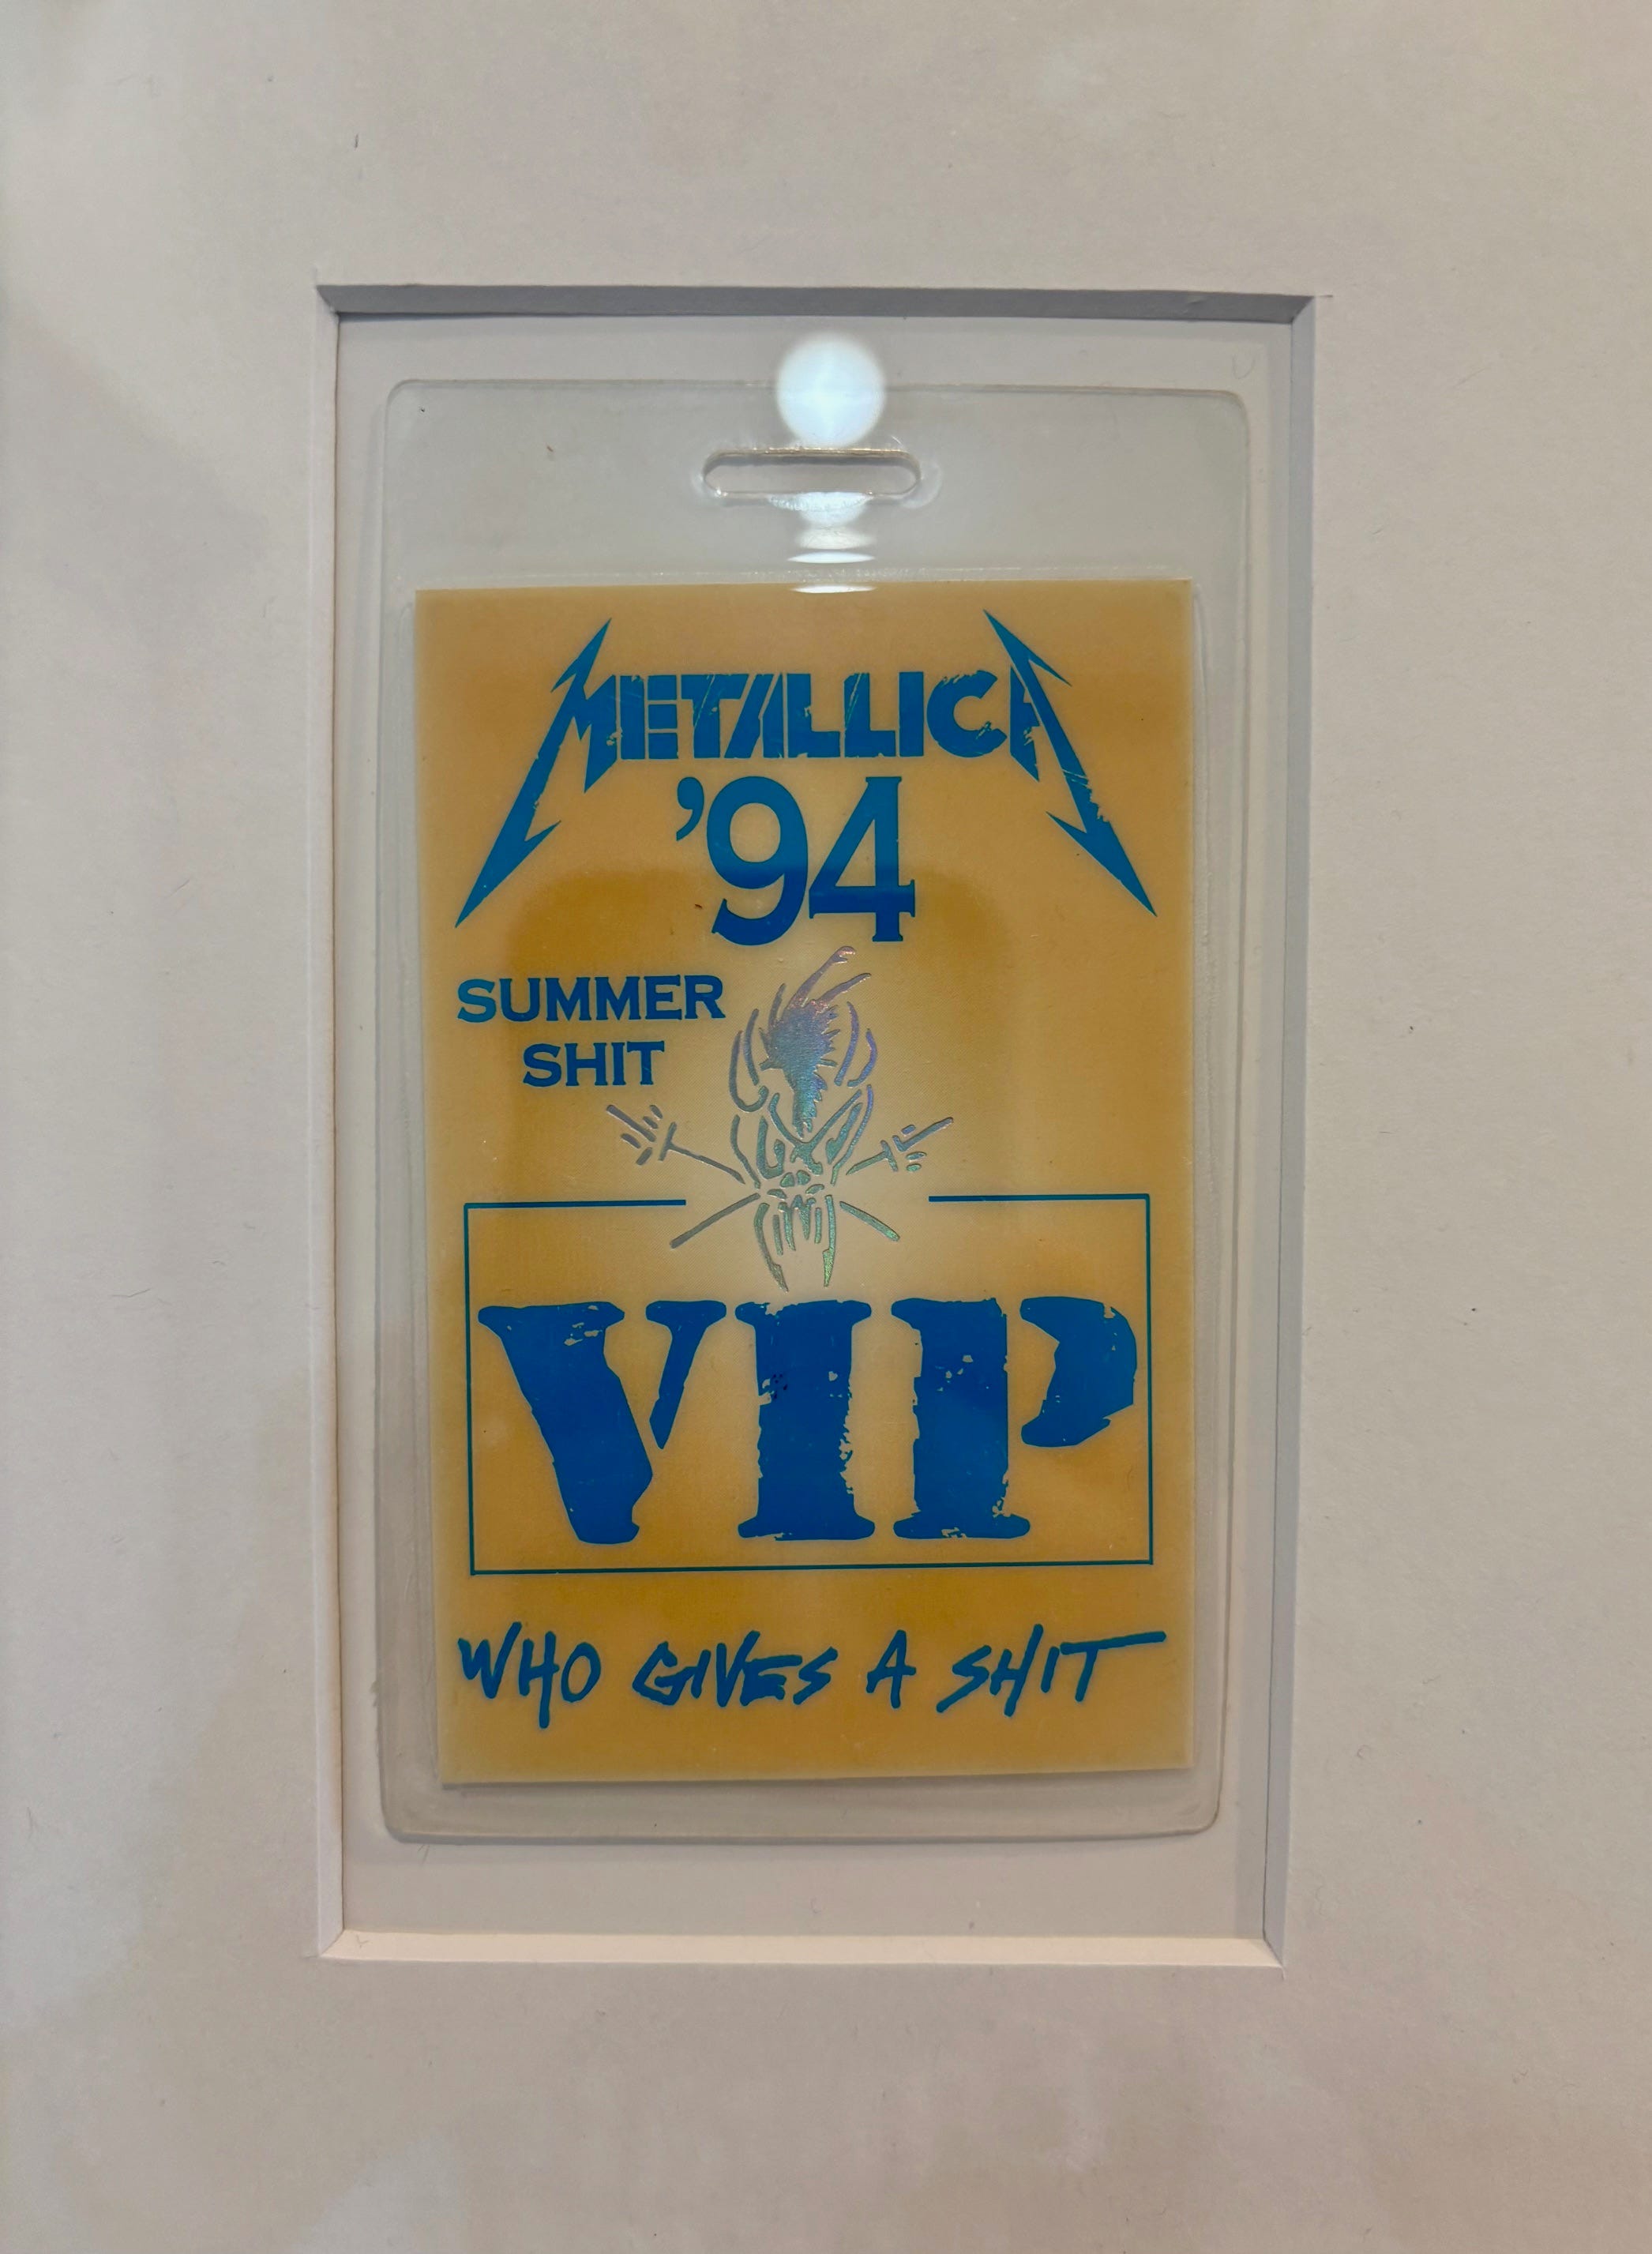 METALLICA
'94
SUMMER
SHIT
VIP
WHO GIVES A SHIT